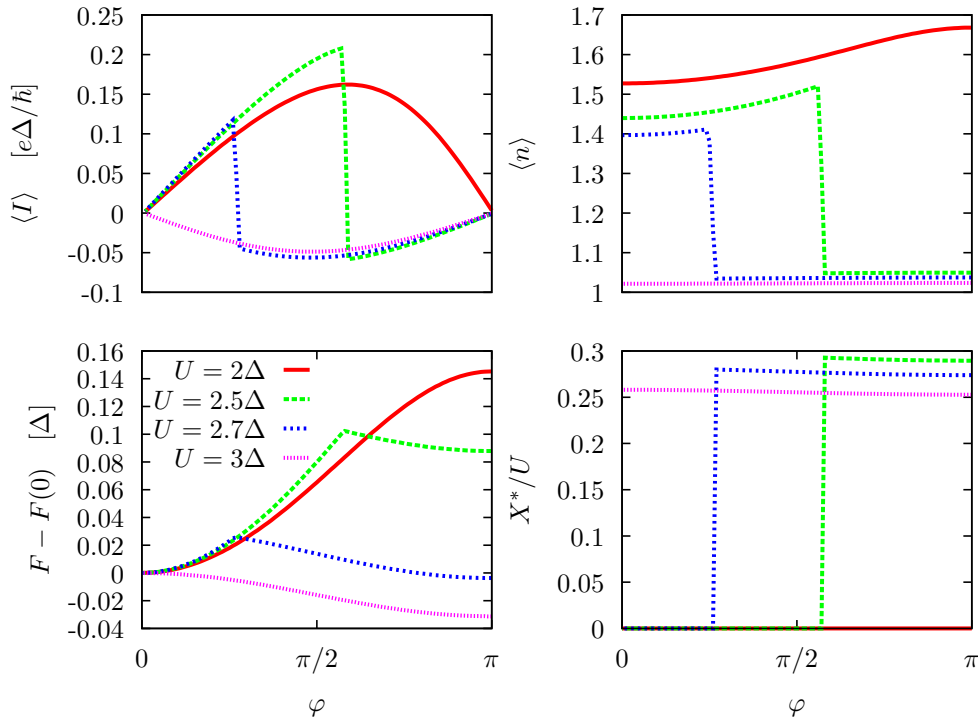 0.25
0.2
0.15
0.1
0.05
0
-0.05
-0.1
⟨I⟩ [eΔ/ħ]
1.7
1.6
1.5
1.4
1.3
1.2
1.1
1
⟨n⟩
0.16
0.14
0.12
0.1
0.08
0.06
0.04
0.02
0
-0.02
-0.04
F − F(0) [Δ]
U = 2Δ
U = 2.5Δ
U = 2.7Δ
U = 3Δ
0 π/2 π
φ
0.3
0.25
0.2
0.15
0.1
0.05
0
X*/U
0 π/2 π
φ